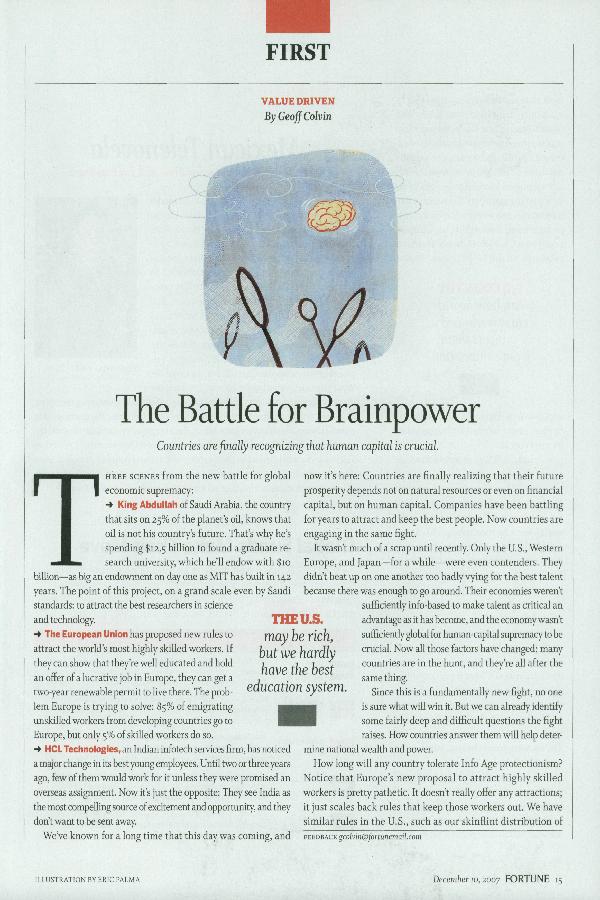 FIRST
VALUE DRIVEN
By Geoff Colvin
The Battle for Brainpower
Countries are finally recognizing that human capital is crucial.
THREE SCENES from the new battle for global
economic supremacy:
→ King Abdullah of Saudi Arabia, the country
that sits on 25% of the planet's oil, knows that
oil is not his country's future. That's why he's
spending $12.5 billion to found a graduate re-
search university, which he'll endow with $10
billion—as big an endowment on day one as MIT has built in 142
years. The point of this project, on a grand scale even by Saudi
standards: to attract the best researchers in science
and technology.
→ The European Union has proposed new rules to
attract the world's most highly skilled workers. If
they can show that they're well educated and hold
an offer of a lucrative job in Europe, they can get a
two-year renewable permit to live there. The prob-
lem Europe is trying to solve: 85% of emigrating
unskilled workers from developing countries go to
Europe, but only 5% of skilled workers do so.
→ HCL Technologies, an Indian infotech services firm, has noticed
a major change in its best young employees. Until two or three years
ago, few of them would work for it unless they were promised an
overseas assignment. Now it's just the opposite: They see India as
the most compelling source of excitement and opportunity, and they
don't want to be sent away.
We've known for a long time that this day was coming, and
THE U.S.
may be rich,
but we hardly
have the best
education system.
now it's here: Countries are finally realizing that their future
prosperity depends not on natural resources or even on financial
capital, but on human capital. Companies have been battling
for years to attract and keep the best people. Now countries are
engaging in the same fight.
It wasn't much of a scrap until recently. Only the U.S., Western
Europe, and Japan—for a while—were even contenders. They
didn't beat up on one another too badly vying for the best talent
because there was enough to go around. Their economies weren't
sufficiently info-based to make talent as critical an
advantage as it has become, and the economy wasn't
sufficiently global for human-capital supremacy to be
crucial. Now all those factors have changed; many
countries are in the hunt, and they're all after the
same thing.
Since this is a fundamentally new fight, no one
is sure what will win it. But we can already identify
some fairly deep and difficult questions the fight
raises. How countries answer them will help deter-
mine national wealth and power.
How long will any country tolerate Info Age protectionism?
Notice that Europe's new proposal to attract highly skilled
workers is pretty pathetic. It doesn't really offer any attractions;
it just scales back rules that keep those workers out. We have
similar rules in the U.S., such as our skinflint distribution of
FEEDBACK gcolvin@fortunemail.com
ILLUSTRATION BY ERIC PALMA
December 10, 2007 FORTUNE 15